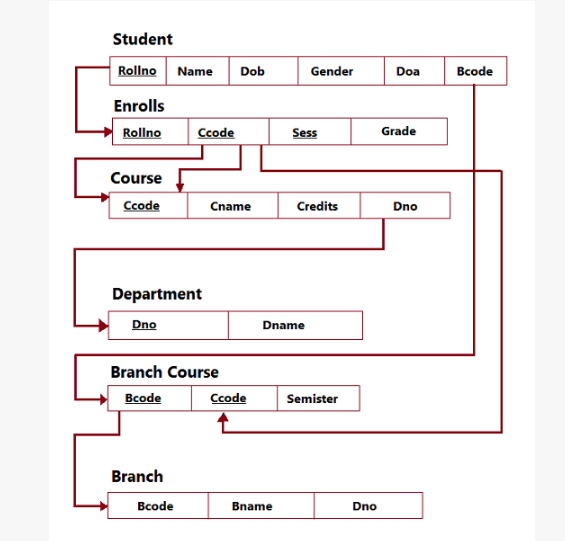 Student
Rollno Name Dob Gender Doa Bcode
Enrolls
Rollno Ccode Sess Grade
Course
Ccode Cname Credits Dno
Department
Dno Dname
Branch Course
Bcode Ccode Semister
Branch
Bcode Bname Dno